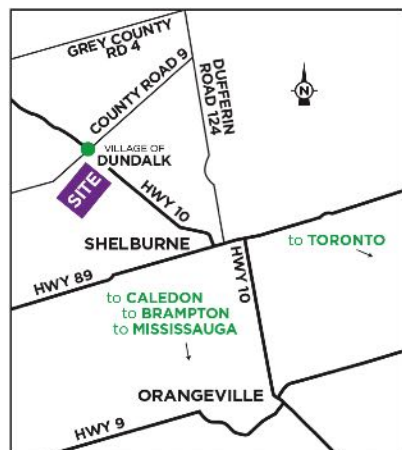 GREY COUNTY
RD 4
COUNTY ROAD 9
DUFFERIN
ROAD 124
N
VILLAGE OF
DUNDALK
SITE
HWY 10
SHELBURNE
to TORONTO
HWY 89
HWY 10
to CALEDON
to BRAMPTON
to MISSISSAUGA
ORANGEVILLE
HWY 9